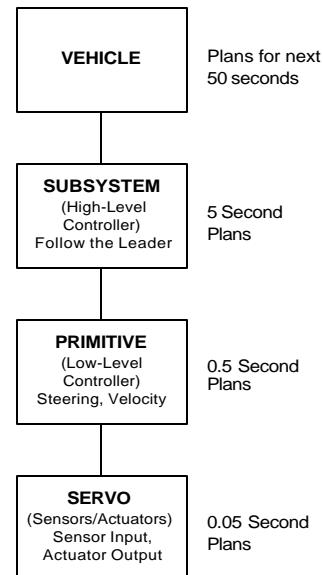 VEHICLE
Plans for next
50 seconds
SUBSYSTEM
(High-Level
Controller)
Follow the Leader
5 Second
Plans
PRIMITIVE
(Low-Level
Controller)
Steering, Velocity
0.5 Second
Plans
SERVO
(Sensors/Actuators)
Sensor Input,
Actuator Output
0.05 Second
Plans